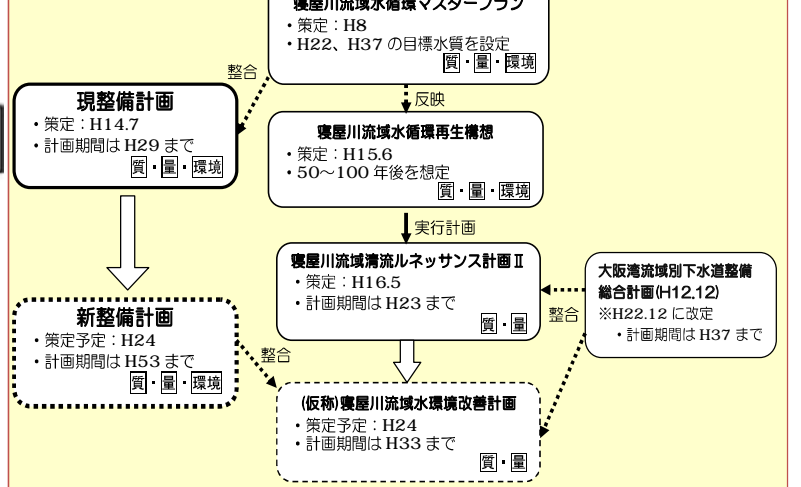 寝屋川流域水循環マスタープラン
・策定：H8
・H22、H37 の目標水質を設定
質・量・環境
整合
反映
現整備計画
・策定：H14.7
・計画期間は H29 まで
質・量・環境
寝屋川流域水循環再生構想
・策定：H15.6
・50～100 年後を想定
質・量・環境
実行計画
寝屋川流域清流ルネッサンス計画Ⅱ
・策定：H16.5
・計画期間は H23 まで
質・量
大阪湾流域別下水道整備
総合計画(H12.12)
※H22.12 に改定
・計画期間は H37 まで
整合
新整備計画
・策定予定：H24
・計画期間は H53 まで
質・量・環境
整合
(仮称)寝屋川流域水環境改善計画
・策定予定：H24
・計画期間は H33 まで
質・量